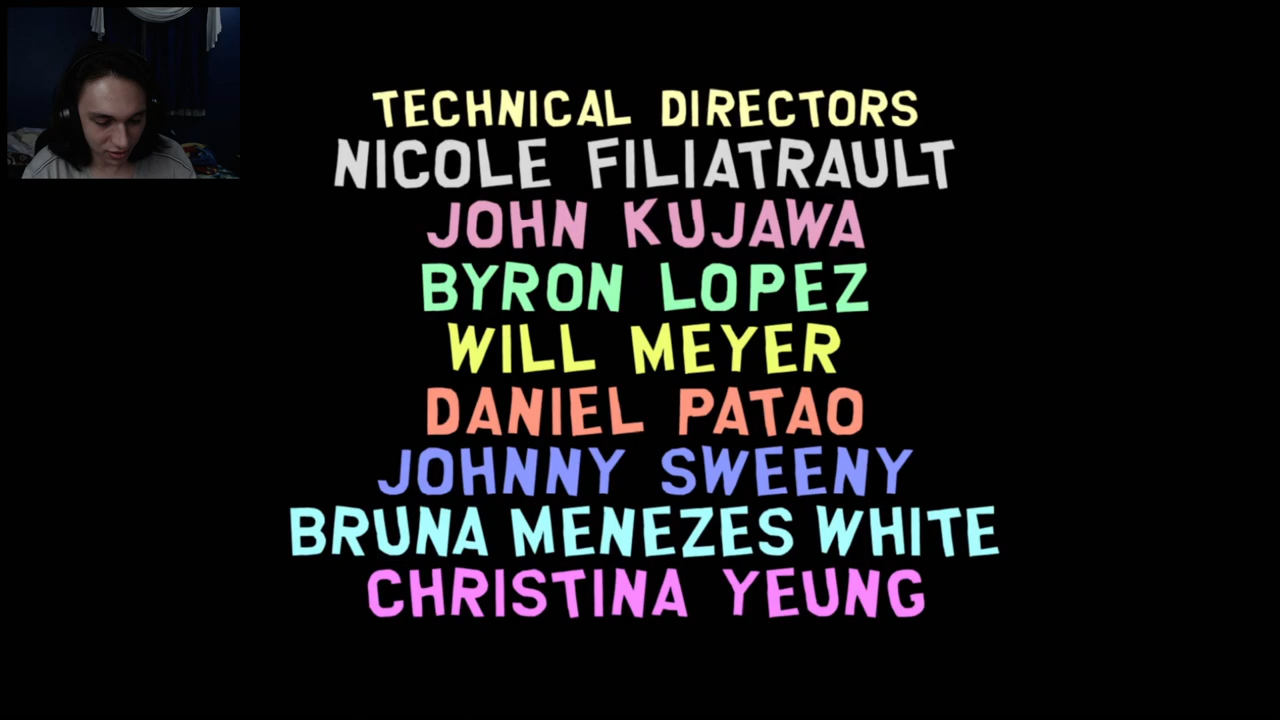 TECHNICAL DIRECTORS
NICOLE FILIATRAULT
JOHN KUJAWA
BYRON LOPEZ
WILL MEYER
DANIEL PATAO
JOHNNY SWEENY
BRUNA MENEZES WHITE
CHRISTINA YEUNG